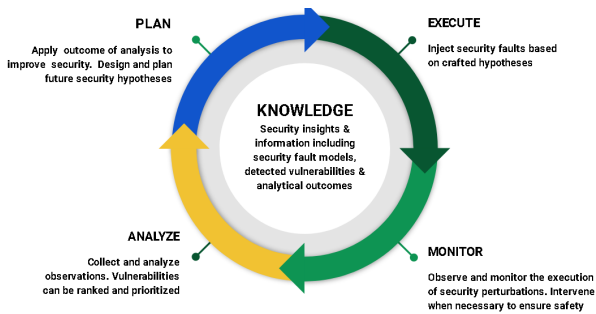 PLAN
Apply outcome of analysis to
improve security. Design and plan
future security hypotheses
EXECUTE
Inject security faults based
on crafted hypotheses
KNOWLEDGE
Security insights &
information including
security fault models,
detected vulnerabilities &
analytical outcomes
ANALYZE
Collect and analyze
observations. Vulnerabilities
can be ranked and prioritized
MONITOR
Observe and monitor the execution
of security perturbations. Intervene
when necessary to ensure safety